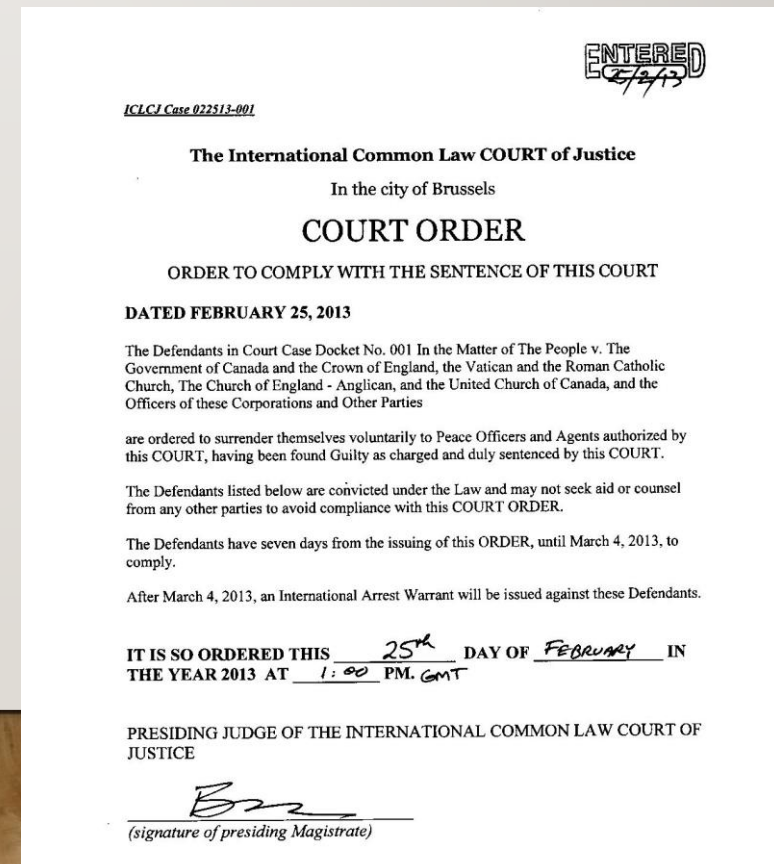 ENTERED
25/2/13
ICLCJ Case 022513-001
The International Common Law COURT of Justice
In the city of Brussels
COURT ORDER
ORDER TO COMPLY WITH THE SENTENCE OF THIS COURT
DATED FEBRUARY 25, 2013
The Defendants in Court Case Docket No. 001 In the Matter of The People v. The
Government of Canada and the Crown of England, the Vatican and the Roman Catholic
Church, The Church of England - Anglican, and the United Church of Canada, and the
Officers of these Corporations and Other Parties
are ordered to surrender themselves voluntarily to Peace Officers and Agents authorized by
this COURT, having been found Guilty as charged and duly sentenced by this COURT.
The Defendants listed below are convicted under the Law and may not seek aid or counsel
from any other parties to avoid compliance with this COURT ORDER.
The Defendants have seven days from the issuing of this ORDER, until March 4, 2013, to
comply.
After March 4, 2013, an International Arrest Warrant will be issued against these Defendants.
IT IS SO ORDERED THIS 25th DAY OF FEBRUARY IN
THE YEAR 2013 AT 1:00 PM. GMT
PRESIDING JUDGE OF THE INTERNATIONAL COMMON LAW COURT OF
JUSTICE
(signature of presiding Magistrate)